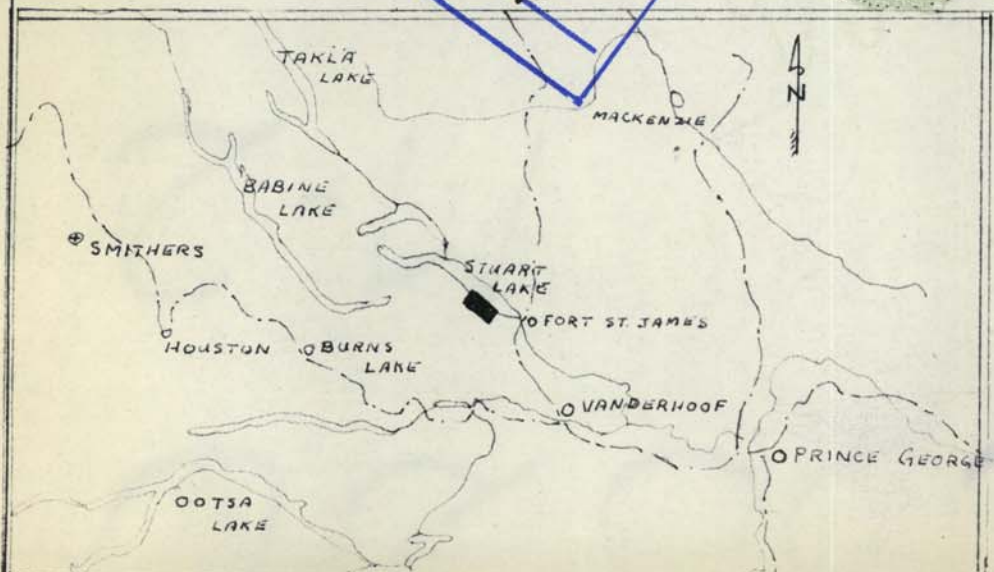 TAKLA
LAKE
N
MACKENZIE
BABINE
LAKE
SMITHERS
STUART
LAKE
FORT ST. JAMES
HOUSTON
BURNS
LAKE
VANDERHOOF
PRINCE GEORGE
OOTSA
LAKE